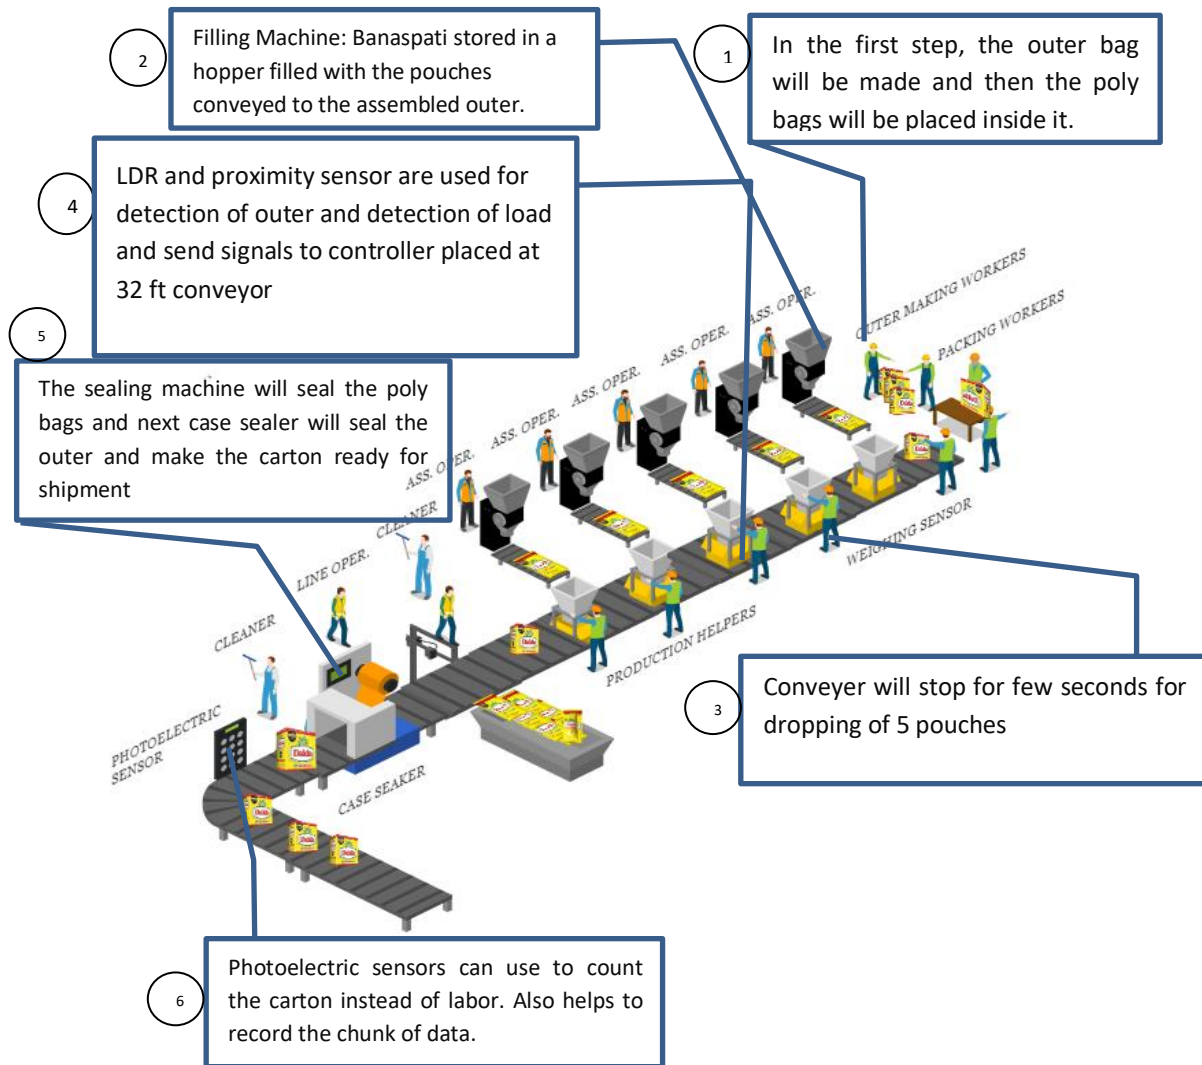 2
Filling Machine: Banaspati stored in a
hopper filled with the pouches
conveyed to the assembled outer.
1
In the first step, the outer bag
will be made and then the poly
bags will be placed inside it.
4
LDR and proximity sensor are used for
detection of outer and detection of load
and send signals to controller placed at
32 ft conveyor
5
The sealing machine will seal the poly
bags and next case sealer will seal the
outer and make the carton ready for
shipment
OUTER MAKING WORKERS
PACKING WORKERS
ASS. OPER.
ASS. OPER.
ASS. OPER.
ASS. OPER.
ASS. OPER.
CLEANER
LINE OPER.
CLEANER
PHOTOELECTRIC
SENSOR
WEIGHING SENSOR
PRODUCTION HELPERS
CASE SEAKER
Dalda
3
Conveyer will stop for few seconds for
dropping of 5 pouches
6
Photoelectric sensors can use to count
the carton instead of labor. Also helps to
record the chunk of data.